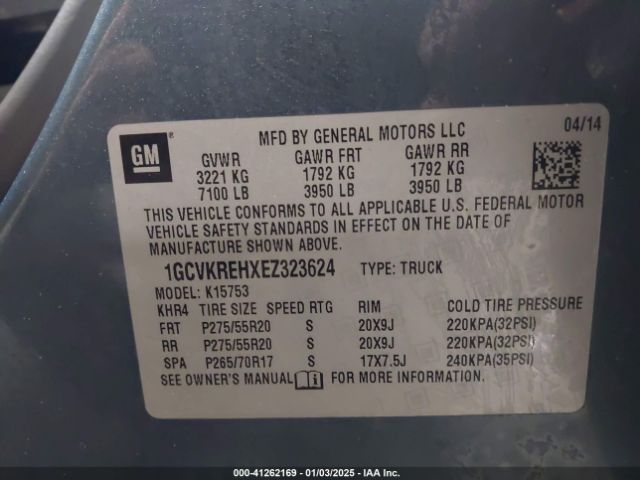 GM ®
MFD BY GENERAL MOTORS LLC 04/14
GVWR GAWR FRT GAWR RR
3221 KG 1792 KG 1792 KG
7100 LB 3950 LB 3950 LB
THIS VEHICLE CONFORMS TO ALL APPLICABLE U.S. FEDERAL MOTOR
VEHICLE SAFETY STANDARDS IN EFFECT ON THE DATE OF
MANUFACTURE SHOWN ABOVE.
1GCVKREHXEZ323624 TYPE: TRUCK
MODEL: K15753
KHR4 TIRE SIZE SPEED RTG RIM COLD TIRE PRESSURE
FRT P275/55R20 S 20X9J 220KPA(32PSI)
RR P275/55R20 S 20X9J 220KPA(32PSI)
SPA P265/70R17 S 17X7.5J 240KPA(35PSI)
SEE OWNER'S MANUAL i FOR MORE INFORMATION.
000-41262169 - 01/03/2025 - IAA Inc.